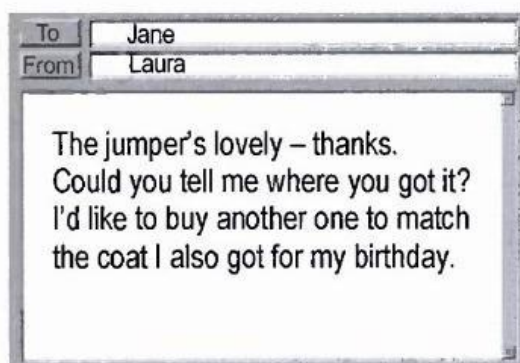 To Jane
From Laura
The jumper's lovely – thanks.
Could you tell me where you got it?
I'd like to buy another one to match
the coat I also got for my birthday.